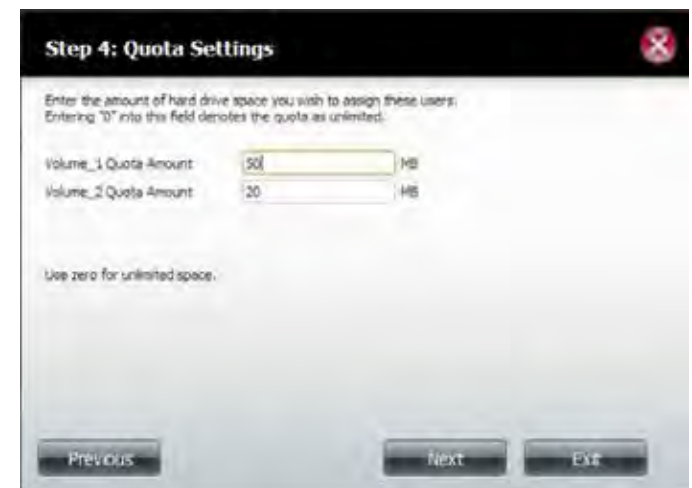 Step 4: Quota Settings
Enter the amount of hard drive space you wish to assign these users.
Entering "0" into this field denotes the quota as unlimited.
Volume_1 Quota Amount 50 MB
Volume_2 Quota Amount 20 MB
Use zero for unlimited space.
Previous Next Exit